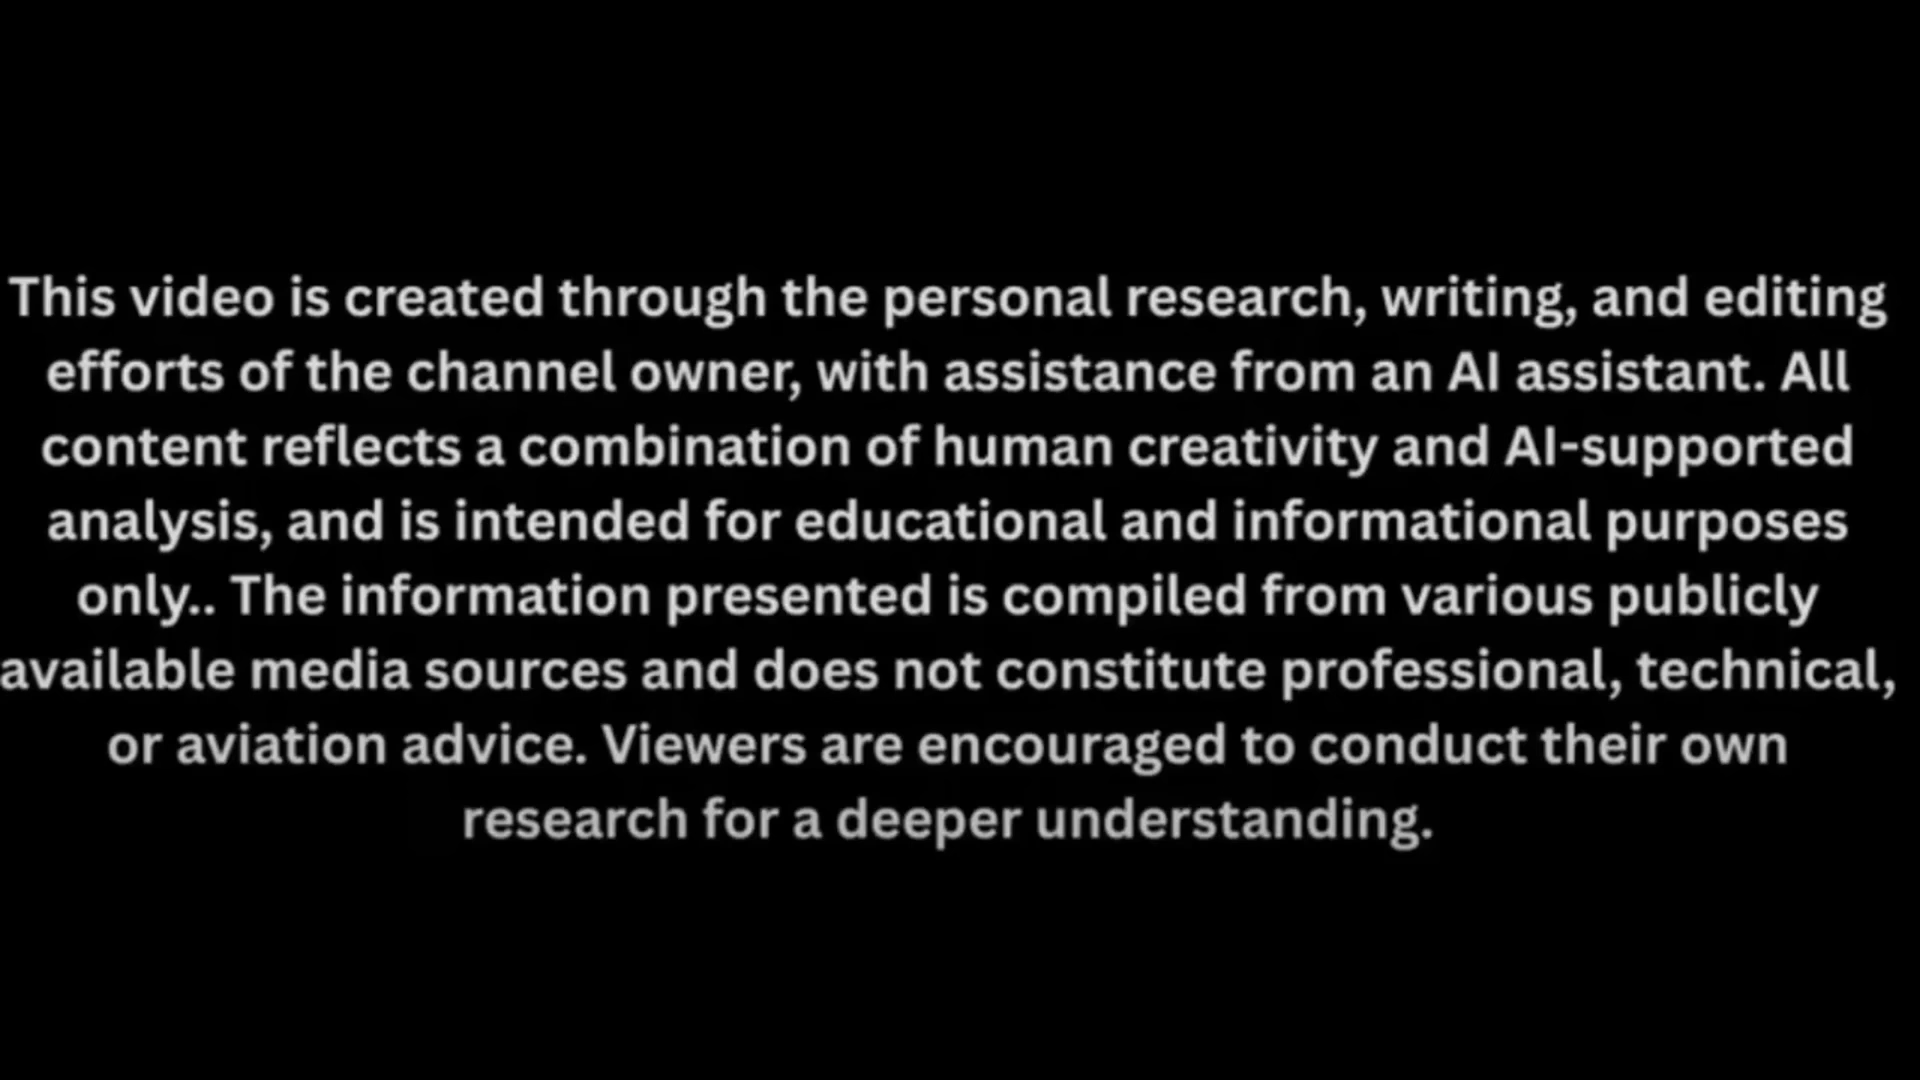 This video is created through the personal research, writing, and editing
efforts of the channel owner, with assistance from an AI assistant. All
content reflects a combination of human creativity and AI-supported
analysis, and is intended for educational and informational purposes
only.. The information presented is compiled from various publicly
available media sources and does not constitute professional, technical,
or aviation advice. Viewers are encouraged to conduct their own
research for a deeper understanding.